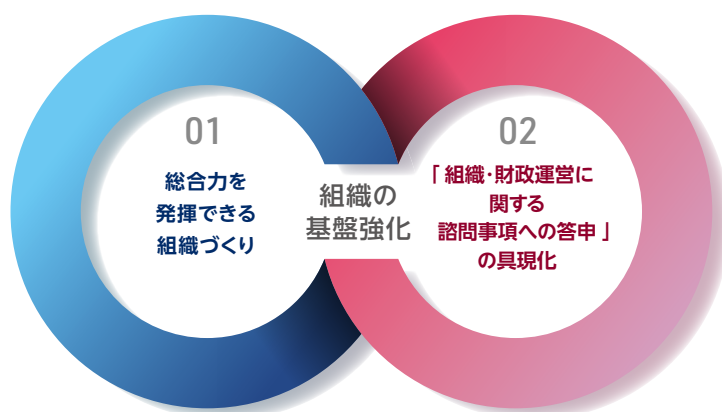 01
総合力を
発揮できる
組織づくり
組織の
基盤強化
02
「 組織・財政運営に
関する
諮問事項への答申 」
の具現化